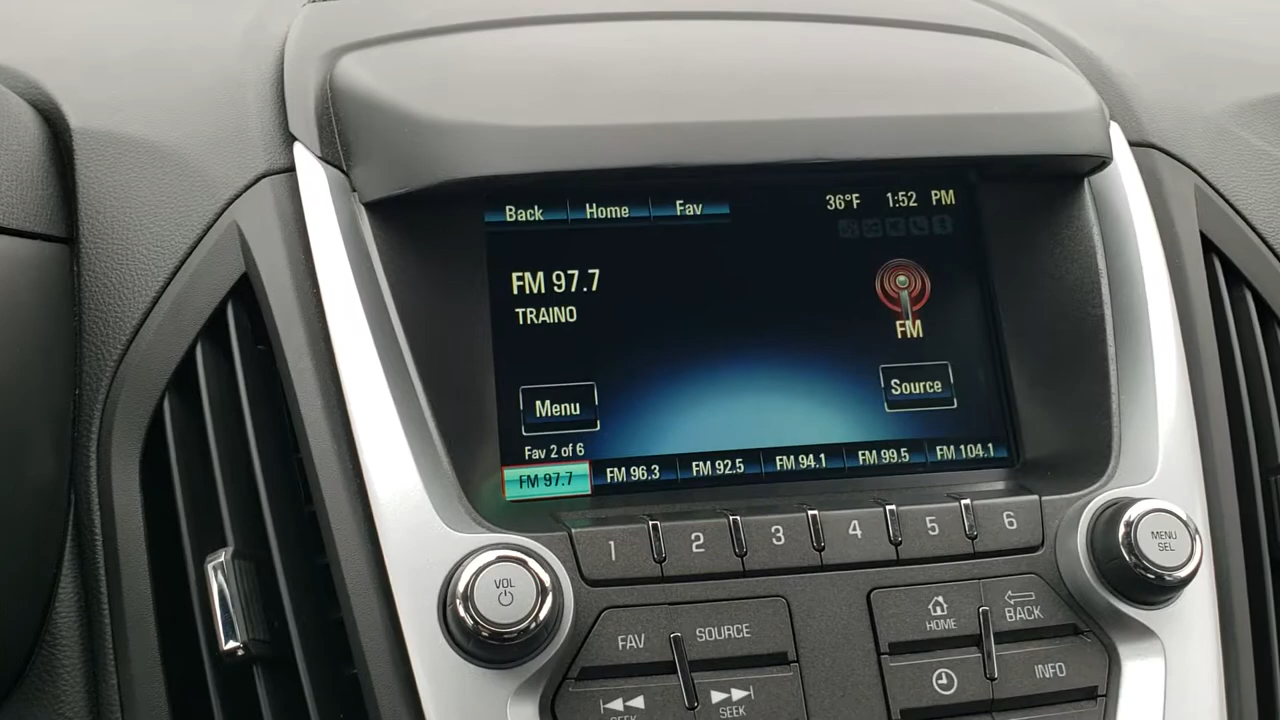 Back Home Fav 36°F 1:52 PM
FM 97.7
TRAINO
FM
Menu Source
Fav 2 of 6
FM 97.7 FM 96.3 FM 92.5 FM 94.1 FM 99.5 FM 104.1
1 2 3 4 5 6
VOL
MENU
SEL
FAV SOURCE
HOME BACK
INFO
SEEK SEEK